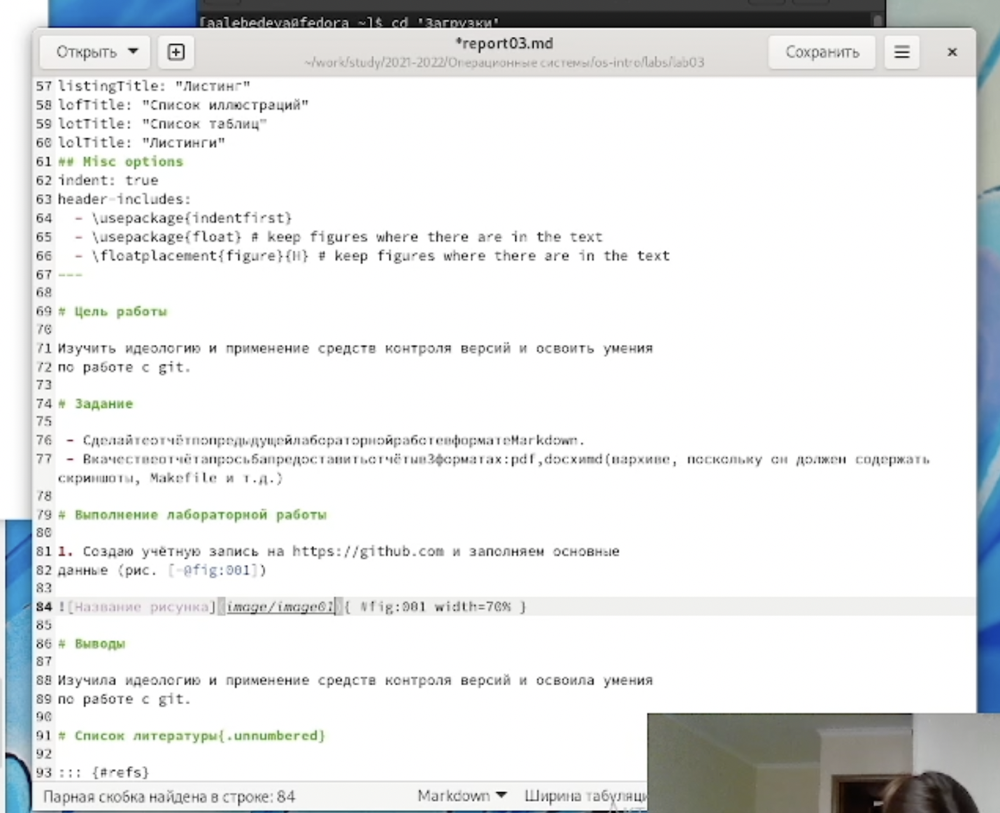 [aalebedeva@fedora ~]$ cd 'Загрузки'
Открыть
*report03.md
~/work/study/2021-2022/Операционные системы/os-intro/labs/lab03
Сохранить
57 listingTitle: "Листинг"
58 lofTitle: "Список иллюстраций"
59 lotTitle: "Список таблиц"
60 lolTitle: "Листинги"
61 ## Misc options
62 indent: true
63 header-includes:
64   - \usepackage{indentfirst}
65   - \usepackage{float} # keep figures where there are in the text
66   - \floatplacement{figure}{H} # keep figures where there are in the text
67 ---
68
69 # Цель работы
70
71 Изучить идеологию и применение средств контроля версий и освоить умения
72 по работе с git.
73
74 # Задание
75
76  - СделайтеотчётпопредыдущейлабораторнойработевформатеMarkdown.
77  - Вкачествеотчётапросьбапредоставитьотчётыв3форматах:pdf,docxиmd(вархиве, поскольку он должен содержать
скриншоты, Makefile и т.д.)
78
79 # Выполнение лабораторной работы
80
81 1. Создаю учётную запись на https://github.com и заполняем основные
82 данные (рис. [-@fig:001])
83
84 ![Название рисунка](image/image01){ #fig:001 width=70% }
85
86 # Выводы
87
88 Изучила идеологию и применение средств контроля версий и освоила умения
89 по работе с git.
90
91 # Список литературы{.unnumbered}
92
93 ::: {#refs}
Парная скобка найдена в строке: 84
Markdown
Ширина табуляци